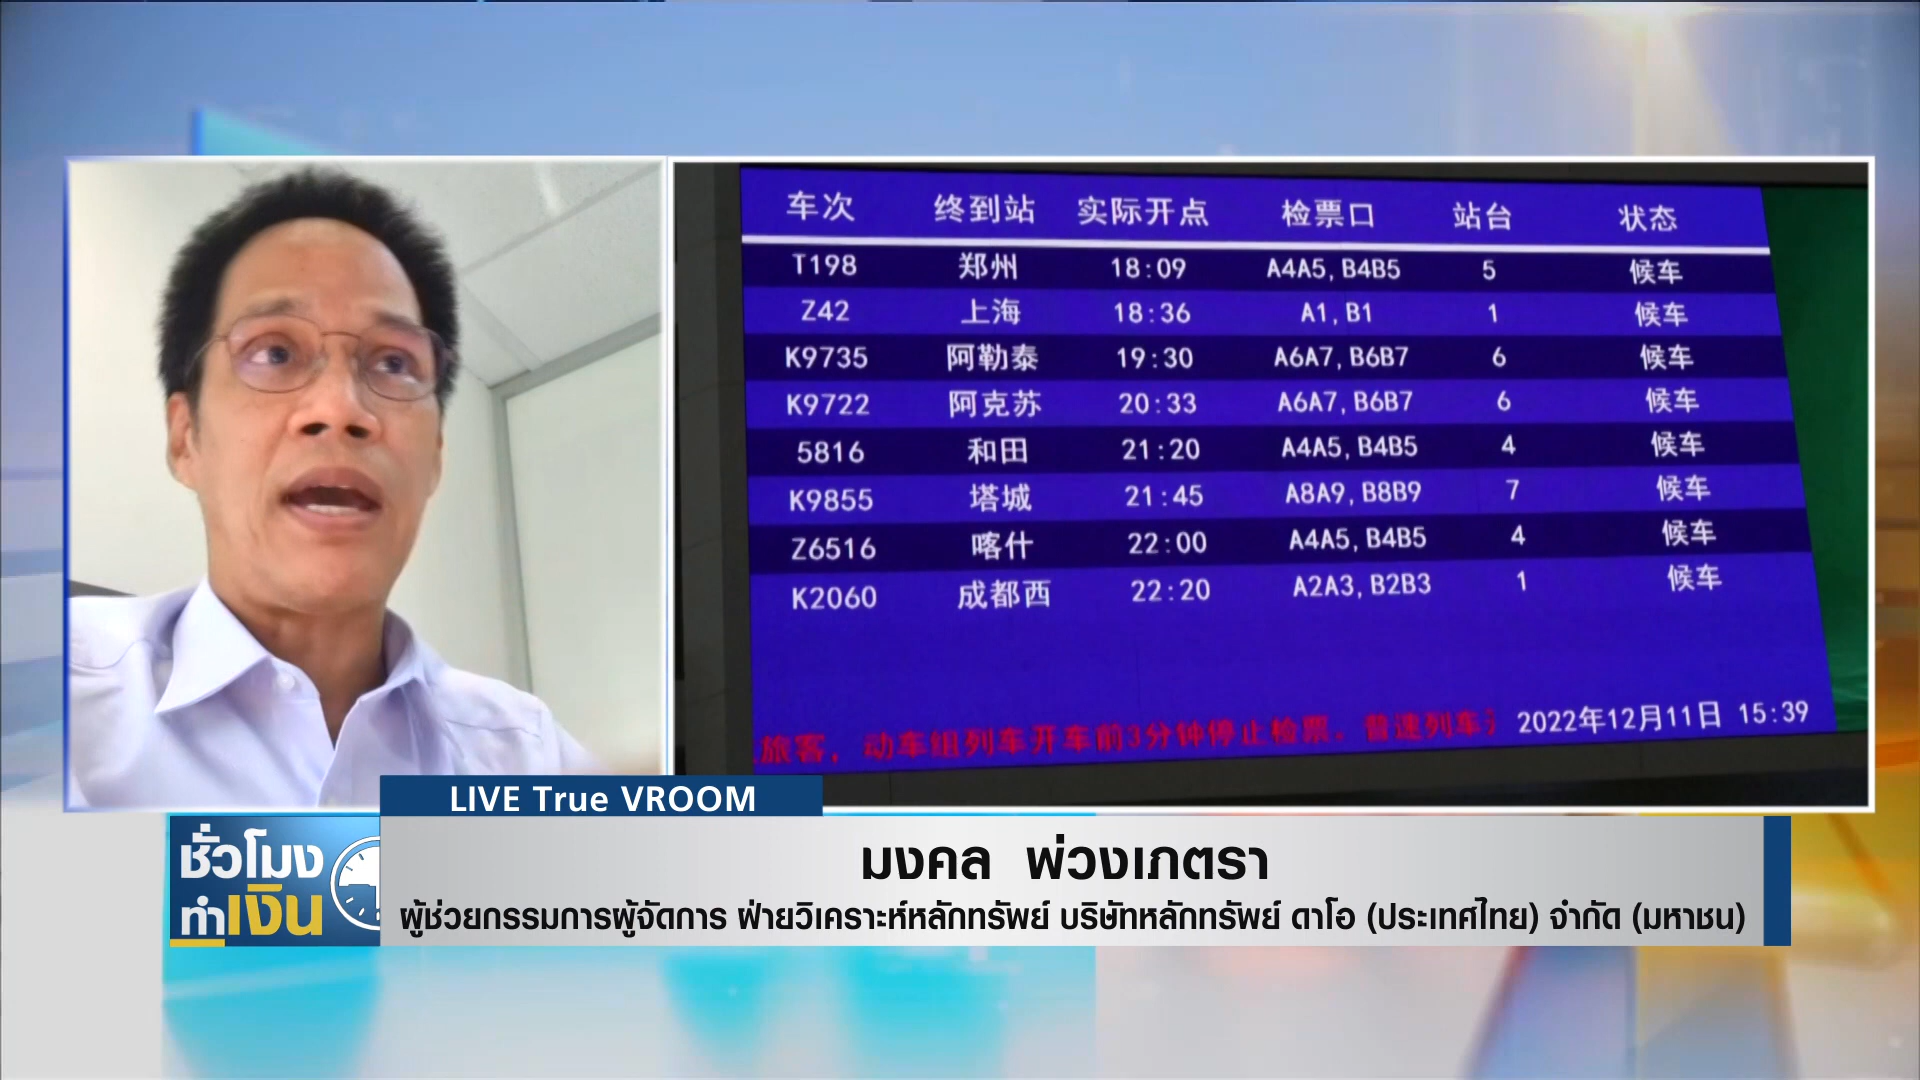 车次 终到站 实际开点 检票口 站台 状态
T198 郑州 18:09 A4A5, B4B5 5 候车
Z42 上海 18:36 A1, B1 1 候车
K9735 阿勒泰 19:30 A6A7, B6B7 6 候车
K9722 阿克苏 20:33 A6A7, B6B7 6 候车
5816 和田 21:20 A4A5, B4B5 4 候车
K9855 塔城 21:45 A8A9, B8B9 7 候车
Z6516 喀什 22:00 A4A5, B4B5 4 候车
K2060 成都西 22:20 A2A3, B2B3 1 候车
旅客，动车组列车开车前3分钟停止检票．普速列车 2022年12月11日 15:39
LIVE True VROOM
ชั่วโมง
ทำเงิน
มงคล พ่วงเภตรา
ผู้ช่วยกรรมการผู้จัดการ ฝ่ายวิเคราะห์หลักทรัพย์ บริษัทหลักทรัพย์ ดาโอ (ประเทศไทย) จำกัด (มหาชน)